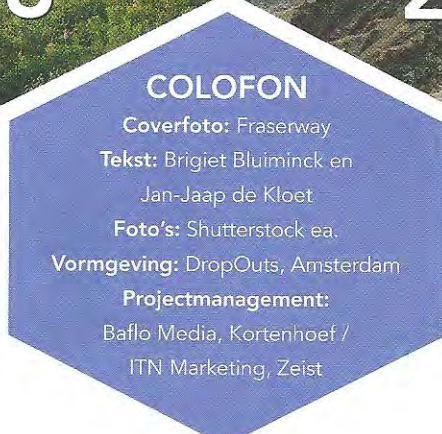 COLOFON
Coverfoto: Fraserway
Tekst: Brigiet Bluiminck en
Jan-Jaap de Kloet
Foto's: Shutterstock ea.
Vormgeving: DropOuts, Amsterdam
Projectmanagement:
Baflo Media, Kortenhoef /
ITN Marketing, Zeist